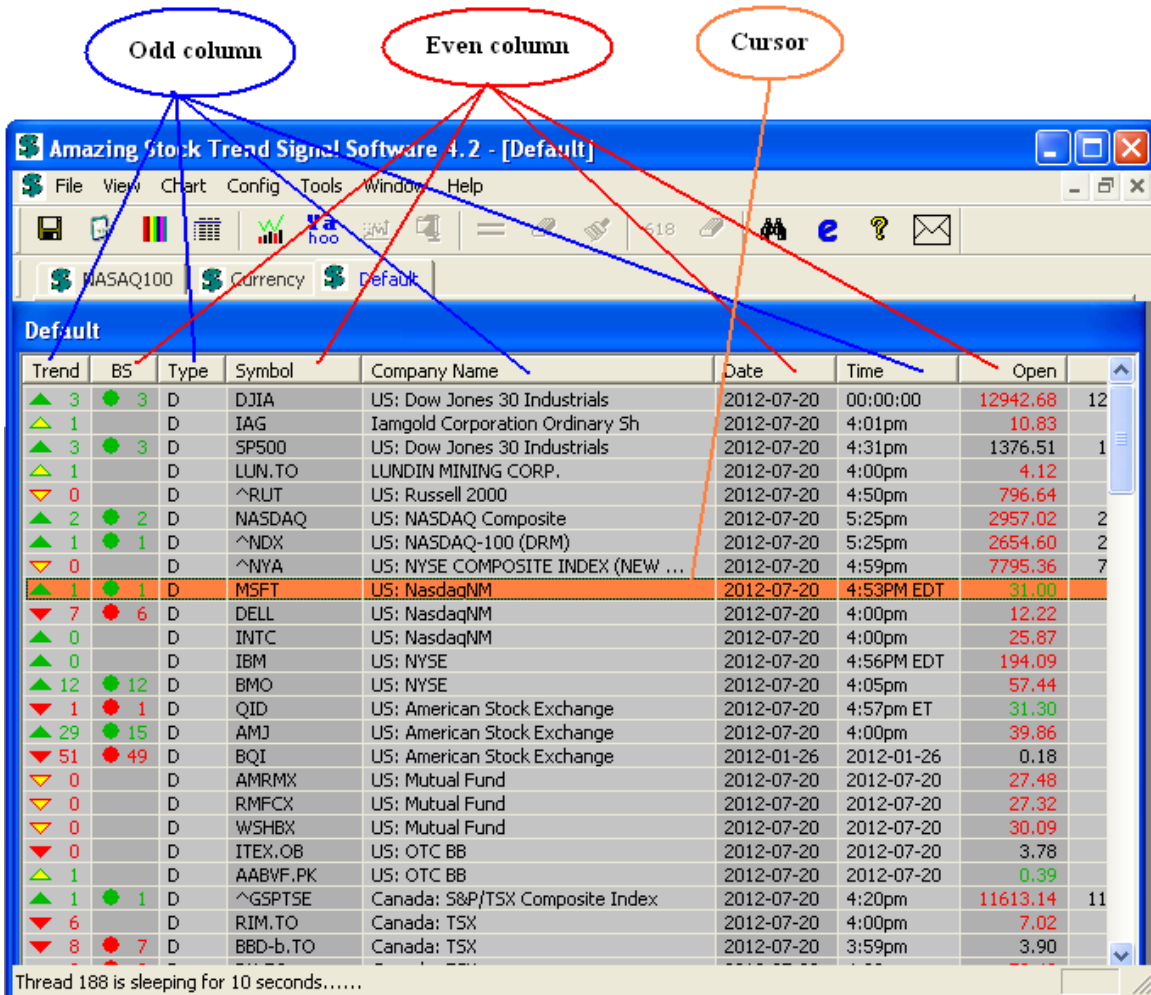 Odd column Even column Cursor
Amazing Stock Trend Signal Software 4.2 - [Default]
File View Chart Config Tools Window Help
Ya hoo 618
NASAQ100 Currency Default
Default
Trend BS Type Symbol Company Name Date Time Open
3 3 D DJIA US: Dow Jones 30 Industrials 2012-07-20 00:00:00 12942.68 12
1 D IAG Iamgold Corporation Ordinary Sh 2012-07-20 4:01pm 10.83
3 3 D SP500 US: Dow Jones 30 Industrials 2012-07-20 4:31pm 1376.51 1
1 D LUN.TO LUNDIN MINING CORP. 2012-07-20 4:00pm 4.12
0 D ^RUT US: Russell 2000 2012-07-20 4:50pm 796.64
2 2 D NASDAQ US: NASDAQ Composite 2012-07-20 5:25pm 2957.02 2
1 1 D ^NDX US: NASDAQ-100 (DRM) 2012-07-20 5:25pm 2654.60 2
0 D ^NYA US: NYSE COMPOSITE INDEX (NEW ... 2012-07-20 4:59pm 7795.36 7
1 1 D MSFT US: NasdaqNM 2012-07-20 4:53PM EDT 31.00
7 6 D DELL US: NasdaqNM 2012-07-20 4:00pm 12.22
0 D INTC US: NasdaqNM 2012-07-20 4:00pm 25.87
0 D IBM US: NYSE 2012-07-20 4:56PM EDT 194.09
12 12 D BMO US: NYSE 2012-07-20 4:05pm 57.44
1 1 D QID US: American Stock Exchange 2012-07-20 4:57pm ET 31.30
29 15 D AMJ US: American Stock Exchange 2012-07-20 4:00pm 39.86
51 49 D BQI US: American Stock Exchange 2012-01-26 2012-01-26 0.18
0 D AMRMX US: Mutual Fund 2012-07-20 2012-07-20 27.48
0 D RMFCX US: Mutual Fund 2012-07-20 2012-07-20 27.32
0 D WSHBX US: Mutual Fund 2012-07-20 2012-07-20 30.09
0 D ITEX.OB US: OTC BB 2012-07-20 2012-07-20 3.78
1 D AABVF.PK US: OTC BB 2012-07-20 2012-07-20 0.39
1 1 D ^GSPTSE Canada: S&P/TSX Composite Index 2012-07-20 4:20pm 11613.14 11
6 D RIM.TO Canada: TSX 2012-07-20 4:00pm 7.02
8 7 D BBD-b.TO Canada: TSX 2012-07-20 3:59pm 3.90
Thread 188 is sleeping for 10 seconds......